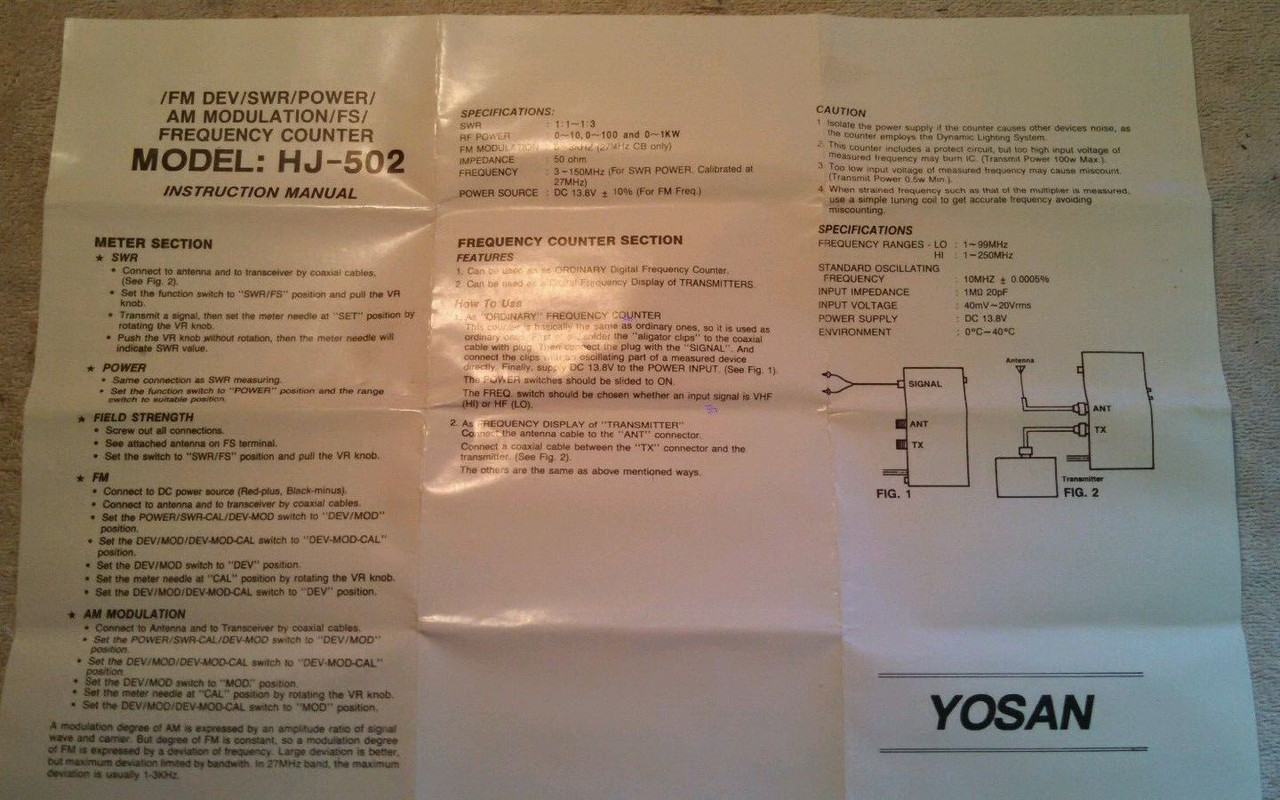 /FM DEV/SWR/POWER/
AM MODULATION/FS/
FREQUENCY COUNTER
MODEL: HJ-502
INSTRUCTION MANUAL
METER SECTION
★ SWR
• Connect to antenna and to transceiver by coaxial cables,
(See Fig. 2).
• Set the function switch to "SWR/FS" position and pull the VR
knob.
• Transmit a signal, then set the meter needle at "SET" position by
rotating the VR knob.
• Push the VR knob without rotation, then the meter needle will
indicate SWR value.
★ POWER
• Same connection as SWR measuring.
• Set the function switch to "POWER" position and the range
switch to suitable position.
★ FIELD STRENGTH
• Screw out all connections.
• See attached antenna on FS terminal.
• Set the switch to "SWR/FS" position and pull the VR knob.
★ FM
• Connect to DC power source (Red-plus, Black-minus).
• Connect to antenna and to transceiver by coaxial cables.
• Set the POWER/SWR-CAL/DEV-MOD switch to "DEV/MOD"
position.
• Set the DEV/MOD/DEV-MOD-CAL switch to "DEV-MOD-CAL"
position.
• Set the DEV/MOD switch to "DEV" position.
• Set the meter needle at "CAL" position by rotating the VR knob.
• Set the DEV/MOD/DEV-MOD-CAL switch to "DEV" position.
★ AM MODULATION
• Connect to Antenna and to Transceiver by coaxial cables.
• Set the POWER/SWR-CAL/DEV-MOD switch to "DEV/MOD"
position.
• Set the DEV/MOD/DEV-MOD-CAL switch to "DEV-MOD-CAL"
position
• Set the DEV/MOD switch to "MOD." position.
• Set the meter needle at "CAL" position by rotating the VR knob.
• Set the DEV/MOD/DEV-MOD-CAL switch to "MOD" position.
A modulation degree of AM is expressed by an amplitude ratio of signal
wave and carrier. But degree of FM is constant, so a modulation degree
of FM is expressed by a deviation of frequency. Large deviation is better,
but maximum deviation limited by bandwith. In 27MHz band, the maximum
deviation is usually 1-3KHz.
SPECIFICATIONS:
SWR : 1:1~1:3
RF POWER : 0~10, 0~100 and 0~1KW
FM MODULATION : (27MHz CB only)
IMPEDANCE : 50 ohm
FREQUENCY : 3~150MHz (For SWR POWER, Calibrated at
27MHz)
POWER SOURCE : DC 13.8V ± 10% (For FM Freq.)
FREQUENCY COUNTER SECTION
FEATURES
1. Can be used as ORDINARY Digital Frequency Counter.
2. Can be used as a Digital Frequency Display of TRANSMITTERS.
How To Use
1. As "ORDINARY" FREQUENCY COUNTER
This counter is basically the same as ordinary ones, so it is used as
ordinary solder the "aligator clips" to the coaxial
cable with plug. Then connect the plug with the "SIGNAL". And
connect the clips with an oscillating part of a measured device
directly. Finally, supply DC 13.8V to the POWER INPUT. (See Fig. 1).
The POWER switches should be slided to ON.
The FREQ. switch should be chosen whether an input signal is VHF
(HI) or HF (LO).
2. As FREQUENCY DISPLAY of "TRANSMITTER"
Connect the antenna cable to the "ANT" connector.
Connect a coaxial cable between the "TX" connector and the
transmitter. (See Fig. 2).
The others are the same as above mentioned ways.
CAUTION
1. Isolate the power supply if the counter causes other devices noise, as
the counter employs the Dynamic Lighting System.
2. This counter includes a protect circuit, but too high input voltage of
measured frequency may burn IC. (Transmit Power 100w Max.).
3. Too low input voltage of measured frequency may cause miscount.
(Transmit Power 0.5w Min.).
4. When strained frequency such as that of the multiplier is measured,
use a simple tuning coil to get accurate frequency avoiding
miscounting.
SPECIFICATIONS
FREQUENCY RANGES - LO : 1~99MHz
HI : 1~250MHz
STANDARD OSCILLATING
FREQUENCY : 10MHZ ± 0.0005%
INPUT IMPEDANCE : 1MΩ 20pF
INPUT VOLTAGE : 40mV~20Vrms
POWER SUPPLY : DC 13.8V
ENVIRONMENT : 0°C~40°C
SIGNAL
ANT
TX
FIG. 1
Antenna
ANT
TX
Transmitter
FIG. 2
YOSAN